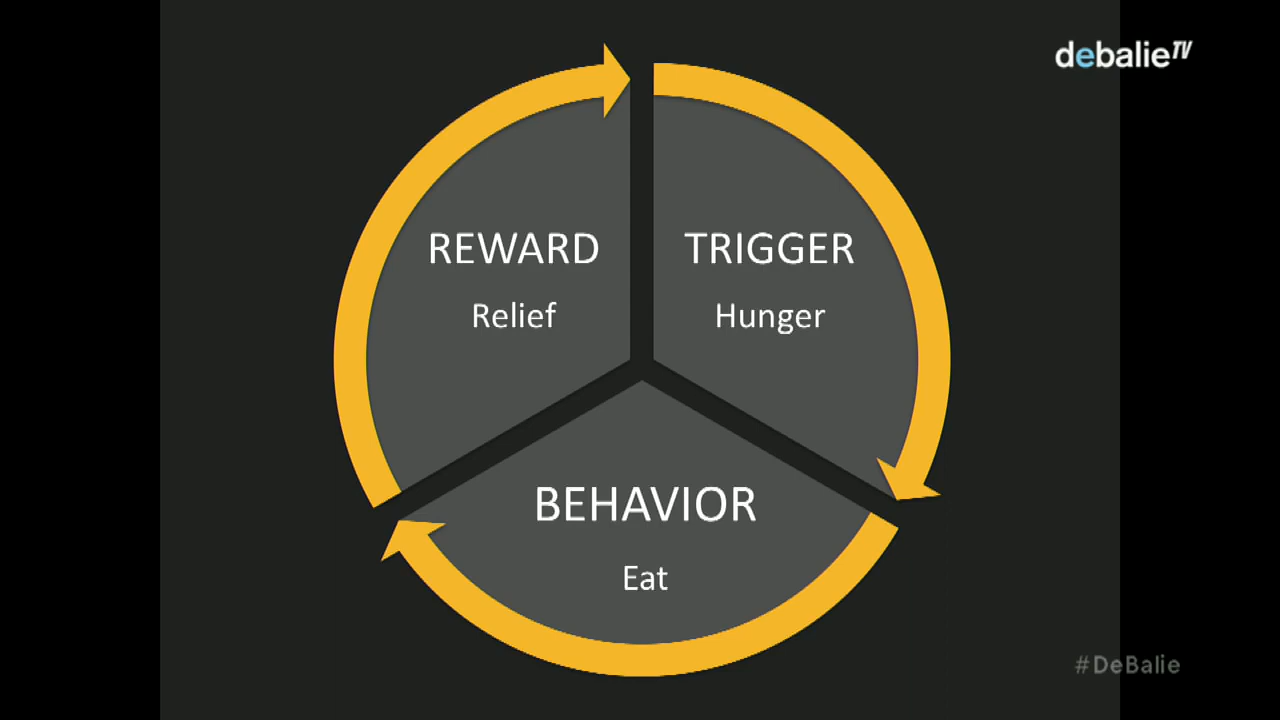 debalieTV
REWARD
Relief
TRIGGER
Hunger
BEHAVIOR
Eat
#DeBalie